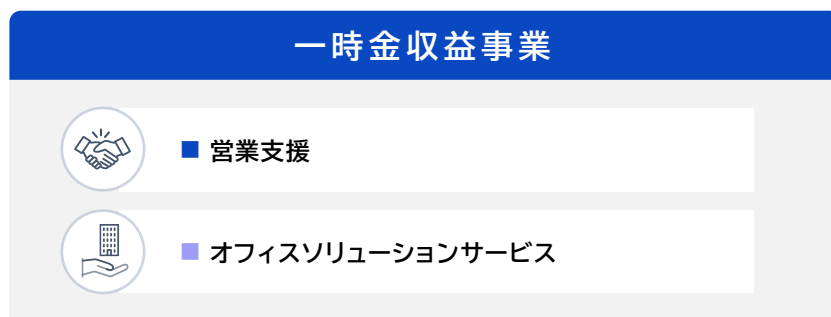 一時金収益事業
営業支援
オフィスソリューションサービス